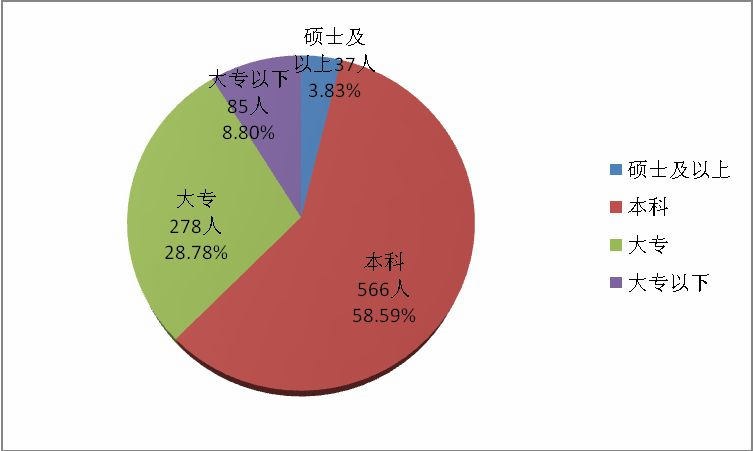 硕士及
以上37人
3.83%
大专以下
85人
8.80%
大专
278人
28.78%
本科
566人
58.59%
硕士及以上
本科
大专
大专以下